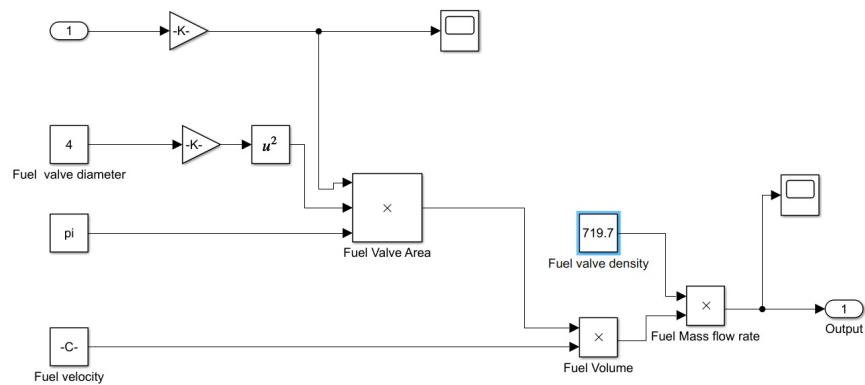 1
-K-
4
-K-
u²
Fuel valve diameter
×
719.7
pi
Fuel Valve Area
Fuel valve density
×
1
Output
-C-
×
Fuel Mass flow rate
Fuel Volume
Fuel velocity